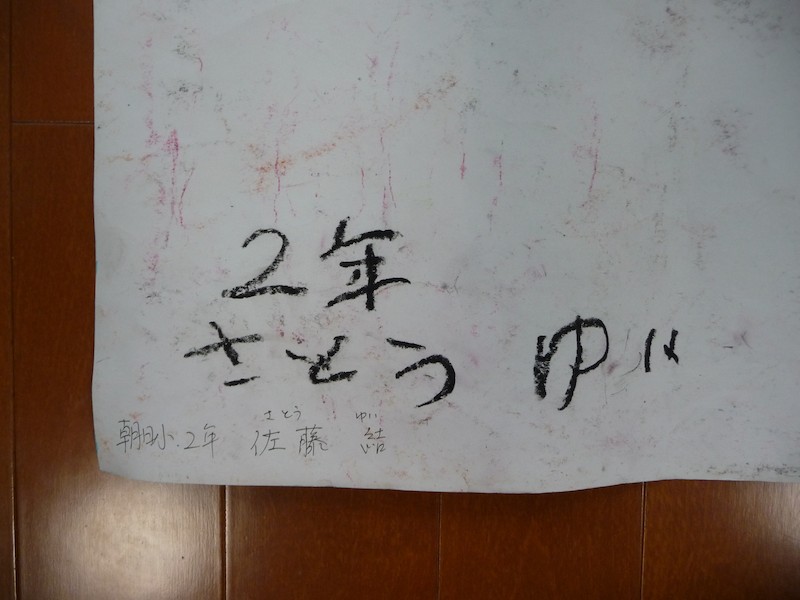 2年
さとう ゆい
さとう ゆい
朝日小.2年 佐藤 結